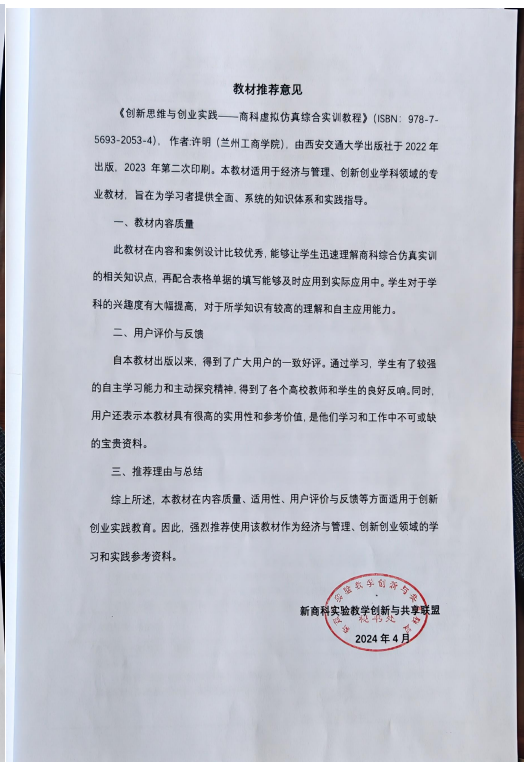 教材推荐意见
《创新思维与创业实践——商科虚拟仿真综合实训教程》（ISBN：978-7-
5693-2053-4），作者:许明（兰州工商学院），由西安交通大学出版社于 2022 年
出版，2023 年第二次印刷。本教材适用于经济与管理、创新创业学科领域的专
业教材，旨在为学习者提供全面、系统的知识体系和实践指导。
一、教材内容质量
此教材在内容和案例设计比较优秀，能够让学生迅速理解商科综合仿真实训
的相关知识点，再配合表格单据的填写能够及时应用到实际应用中。学生对于学
科的兴趣度有大幅提高，对于所学知识有较高的理解和自主应用能力。
二、用户评价与反馈
自本教材出版以来，得到了广大用户的一致好评。通过学习，学生有了较强
的自主学习能力和主动探究精神，得到了各个高校教师和学生的良好反响。同时，
用户还表示本教材具有很高的实用性和参考价值，是他们学习和工作中不可或缺
的宝贵资料。
三、推荐理由与总结
综上所述，本教材在内容质量、适用性、用户评价与反馈等方面适用于创新
创业实践教育。因此，强烈推荐使用该教材作为经济与管理、创新创业领域的学
习和实践参考资料。
新商科实验教学创新与共享联盟
秘书处
2024 年 4 月